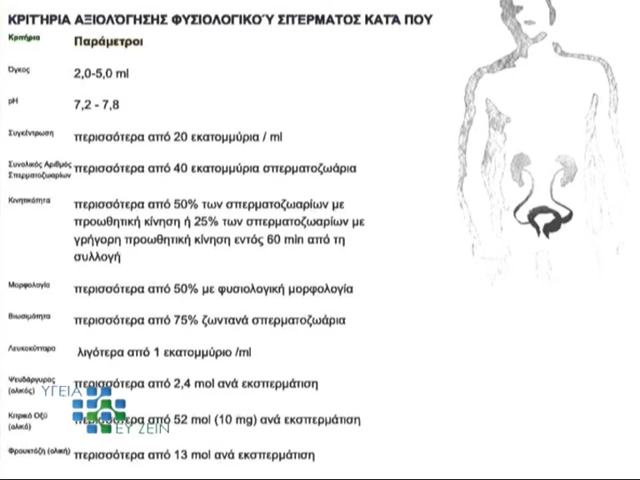 ΚΡΙΤΉΡΙΑ ΑΞΙΟΛΌΓΗΣΗΣ ΦΥΣΙΟΛΟΓΙΚΟΎ ΣΠΈΡΜΑΤΟΣ ΚΑΤΆ ΠΟΥ
Κριτήρια Παράμετροι
Όγκος 2,0-5,0 ml
pH 7,2 - 7,8
Συγκέντρωση περισσότερα από 20 εκατομμύρια / ml
Συνολικός Αριθμός Σπερματοζωαρίων περισσότερα από 40 εκατομμύρια σπερματοζωάρια
Κινητικότητα περισσότερα από 50% των σπερματοζωαρίων με
προωθητική κίνηση ή 25% των σπερματοζωαρίων με
γρήγορη προωθητική κίνηση εντός 60 min από τη
συλλογή
Μορφολογία περισσότερα από 50% με φυσιολογική μορφολογία
Βιωσιμότητα περισσότερα από 75% ζωντανά σπερματοζωάρια
Λευκοκύτταρα λιγότερα από 1 εκατομμύριο /ml
Ψευδάργυρος (ολικός) περισσότερα από 2,4 mol ανά εκσπερμάτιση
Κιτρικό Οξύ (ολικό) περισσότερα από 52 mol (10 mg) ανά εκσπερμάτιση
Φρουκτόζη (ολική) περισσότερα από 13 mol ανά εκσπερμάτιση
ΥΓΕΙΑ
ΕΥ ΖΕΙΝ